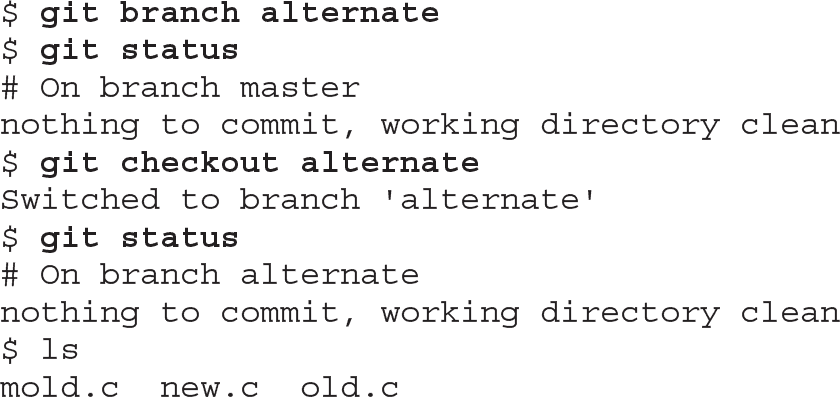 $ git branch alternate
$ git status
# On branch master
nothing to commit, working directory clean
$ git checkout alternate
Switched to branch 'alternate'
$ git status
# On branch alternate
nothing to commit, working directory clean
$ ls
mold.c  new.c  old.c